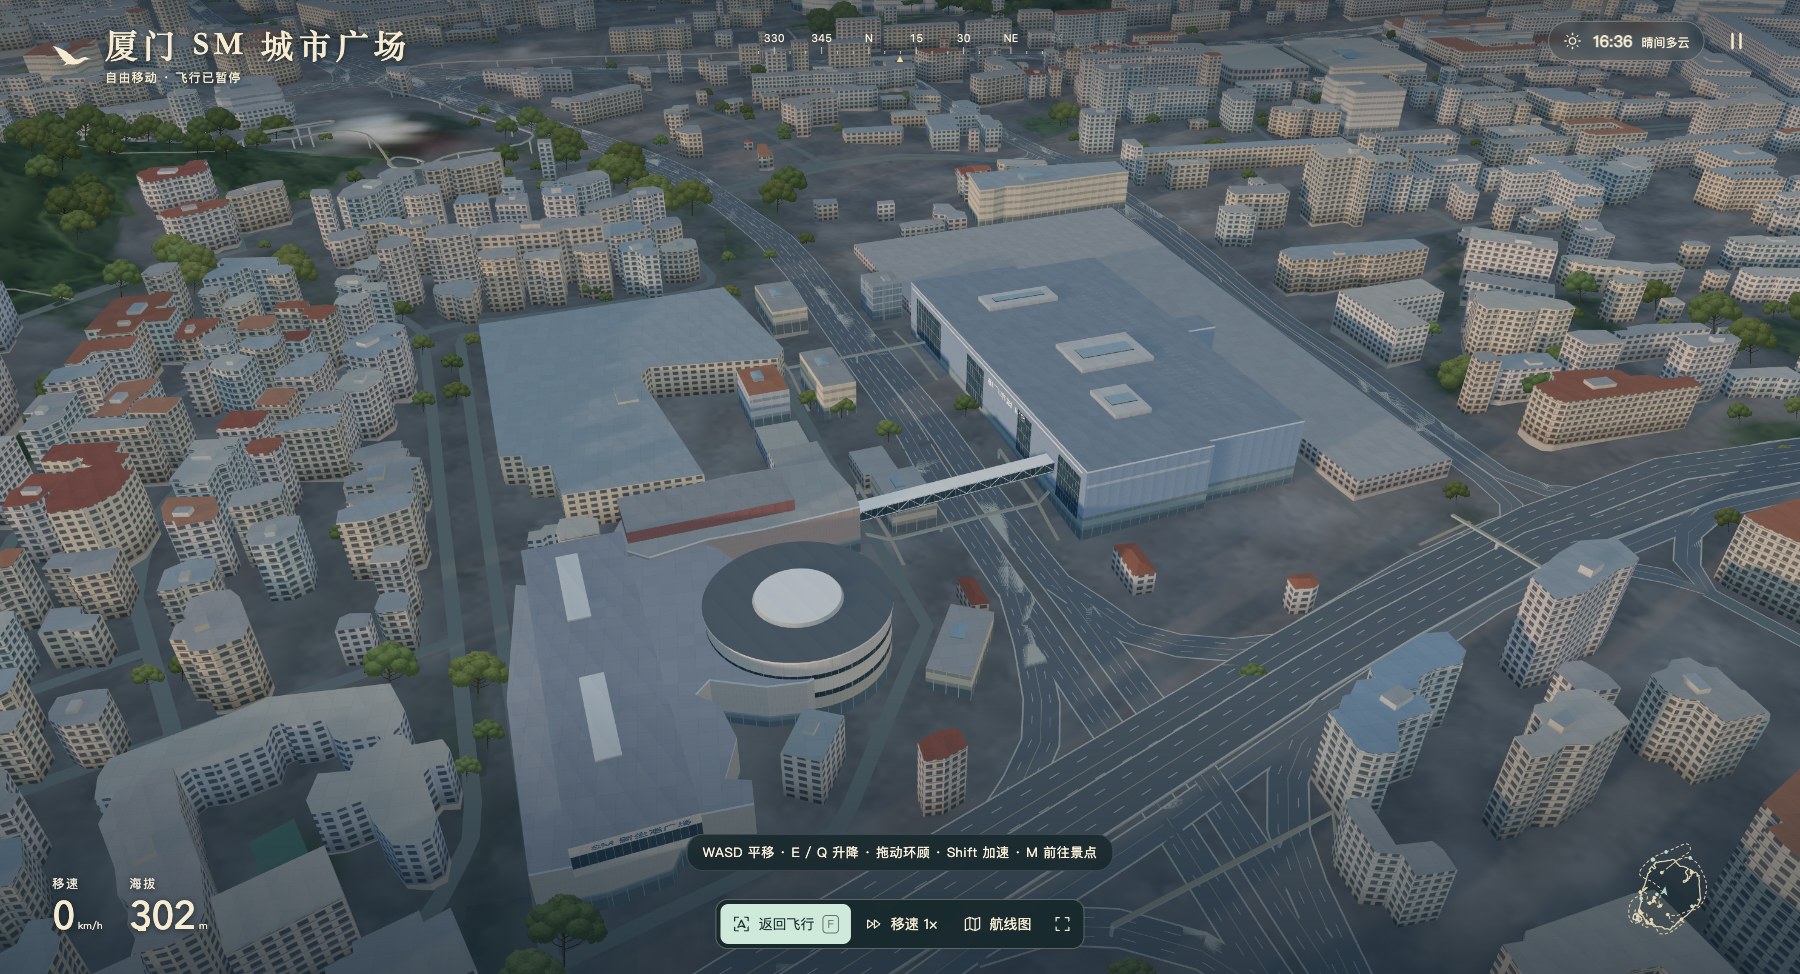 厦门 SM 城市广场
自由移动 · 飞行已暂停
330 345 N 15 30 NE
16:36 晴间多云
WASD 平移 · E / Q 升降 · 拖动环顾 · Shift 加速 · M 前往景点
移速 海拔
0 km/h 302 m
返回飞行 F 移速 1x 航线图